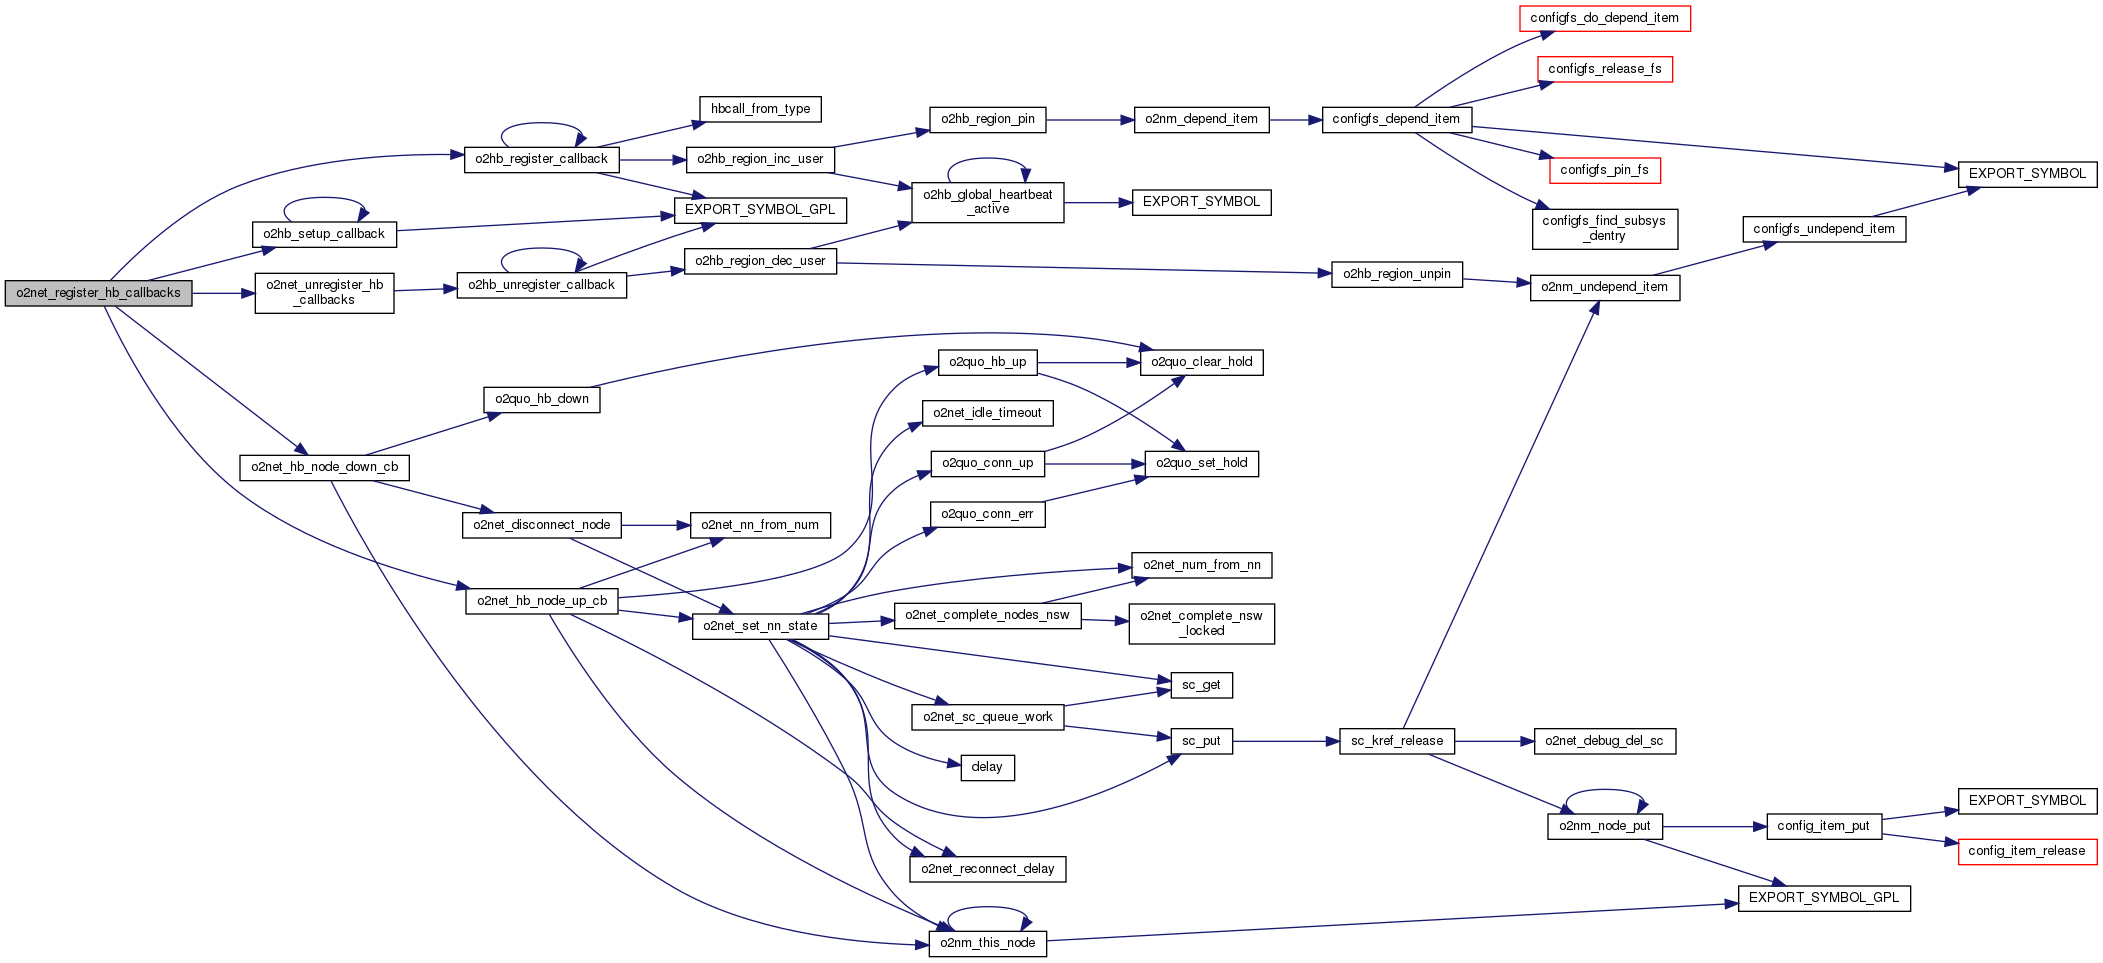 configfs_do_depend_item
configfs_release_fs
hbcall_from_type
o2hb_region_pin
o2nm_depend_item
configfs_depend_item
o2hb_register_callback
o2hb_region_inc_user
configfs_pin_fs
EXPORT_SYMBOL
o2hb_global_heartbeat
_active
EXPORT_SYMBOL
EXPORT_SYMBOL_GPL
configfs_find_subsys
_dentry
configfs_undepend_item
o2hb_setup_callback
o2hb_region_dec_user
o2hb_region_unpin
o2nm_undepend_item
o2net_register_hb_callbacks
o2net_unregister_hb
_callbacks
o2hb_unregister_callback
o2quo_hb_up
o2quo_clear_hold
o2quo_hb_down
o2net_idle_timeout
o2net_hb_node_down_cb
o2quo_conn_up
o2quo_set_hold
o2quo_conn_err
o2net_disconnect_node
o2net_nn_from_num
o2net_num_from_nn
o2net_hb_node_up_cb
o2net_set_nn_state
o2net_complete_nodes_nsw
o2net_complete_nsw
_locked
sc_get
o2net_sc_queue_work
sc_put
sc_kref_release
o2net_debug_del_sc
delay
EXPORT_SYMBOL
o2nm_node_put
config_item_put
config_item_release
o2net_reconnect_delay
EXPORT_SYMBOL_GPL
o2nm_this_node